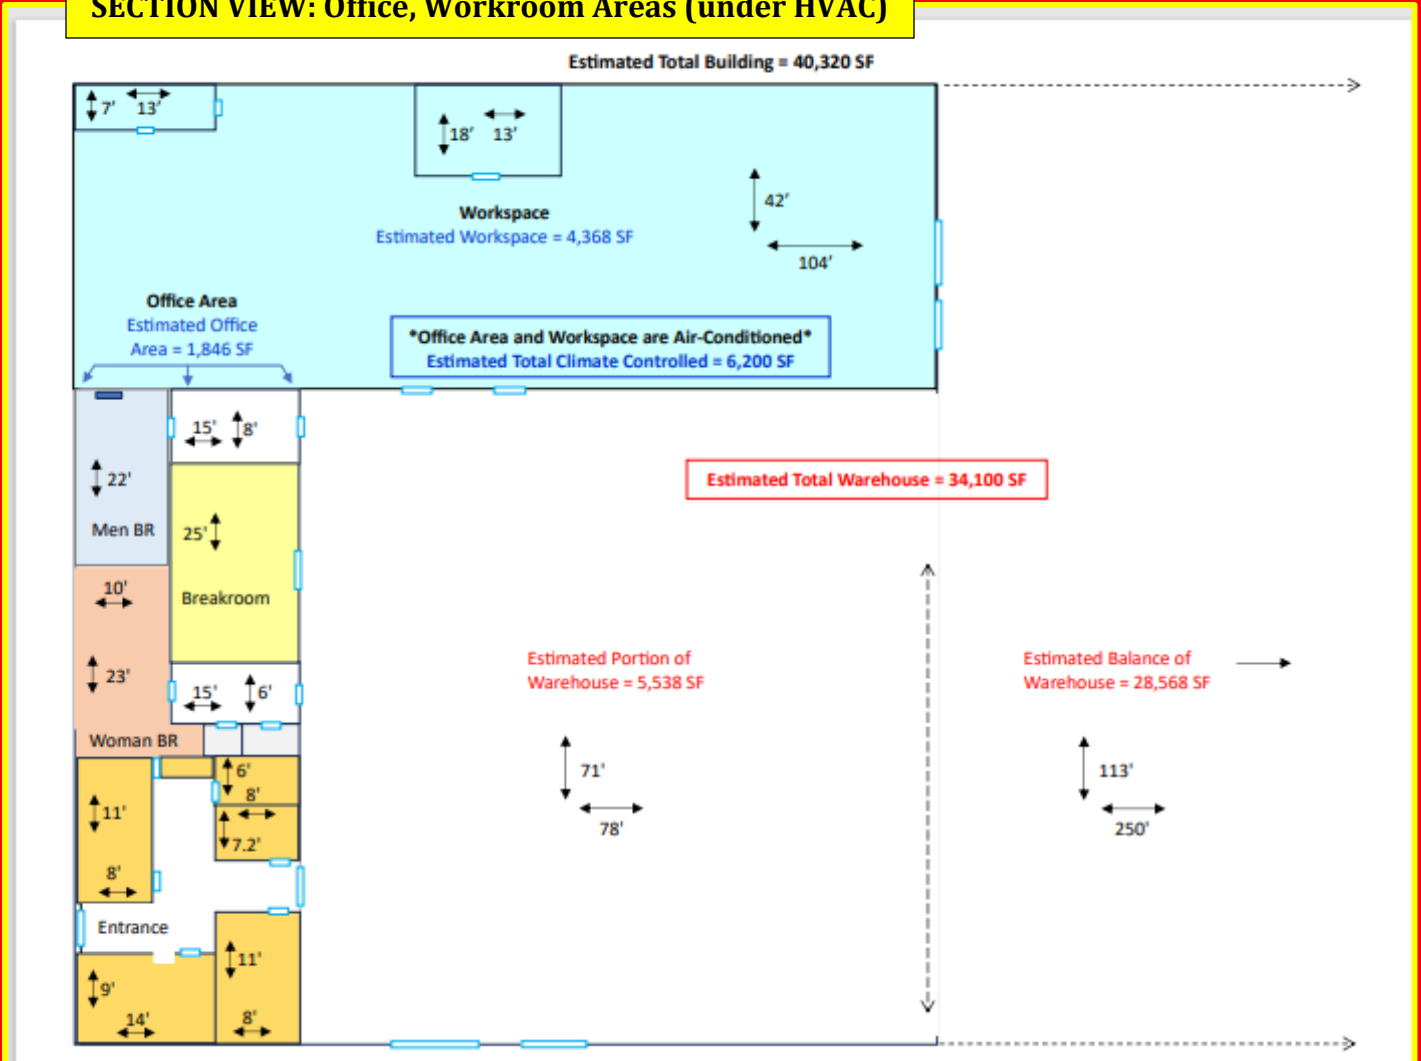 SECTION VIEW: Office, Workroom Areas (under HVAC)
Estimated Total Building = 40,320 SF
7' 13'
18' 13'
42'
104'
Workspace
Estimated Workspace = 4,368 SF
Office Area
Estimated Office
Area = 1,846 SF
*Office Area and Workspace are Air-Conditioned*
Estimated Total Climate Controlled = 6,200 SF
15' 8'
22'
Men BR
25'
Breakroom
10'
23'
Woman BR
15' 6'
Estimated Total Warehouse = 34,100 SF
Estimated Portion of
Warehouse = 5,538 SF
71'
78'
Estimated Balance of
Warehouse = 28,568 SF
113'
250'
6'
8'
7.2'
11'
8'
Entrance
9'
14'
11'
8'